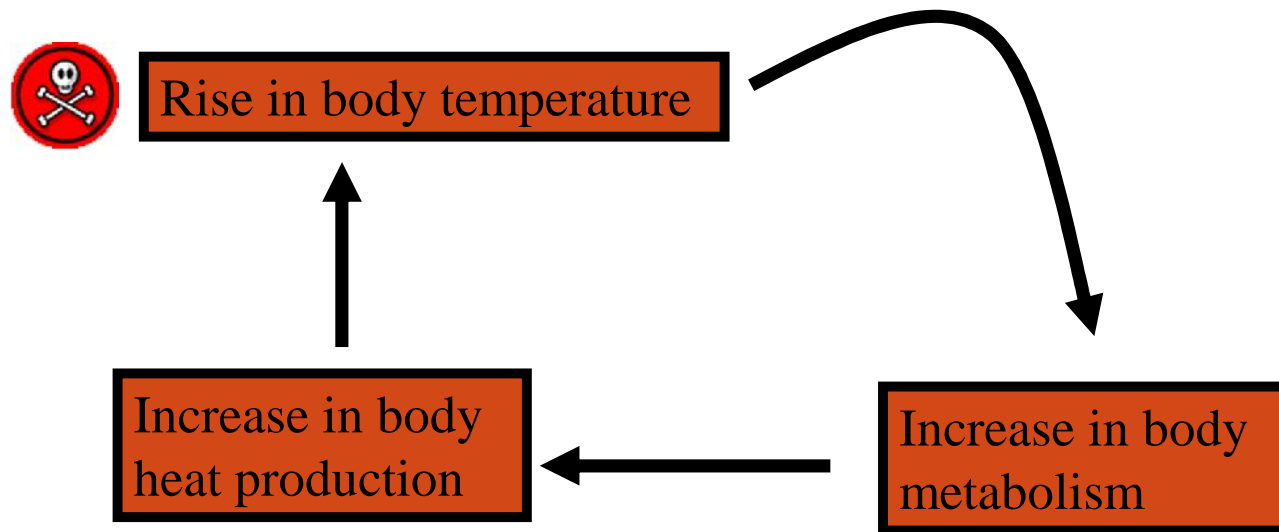 Rise in body temperature
Increase in body
heat production
Increase in body
metabolism